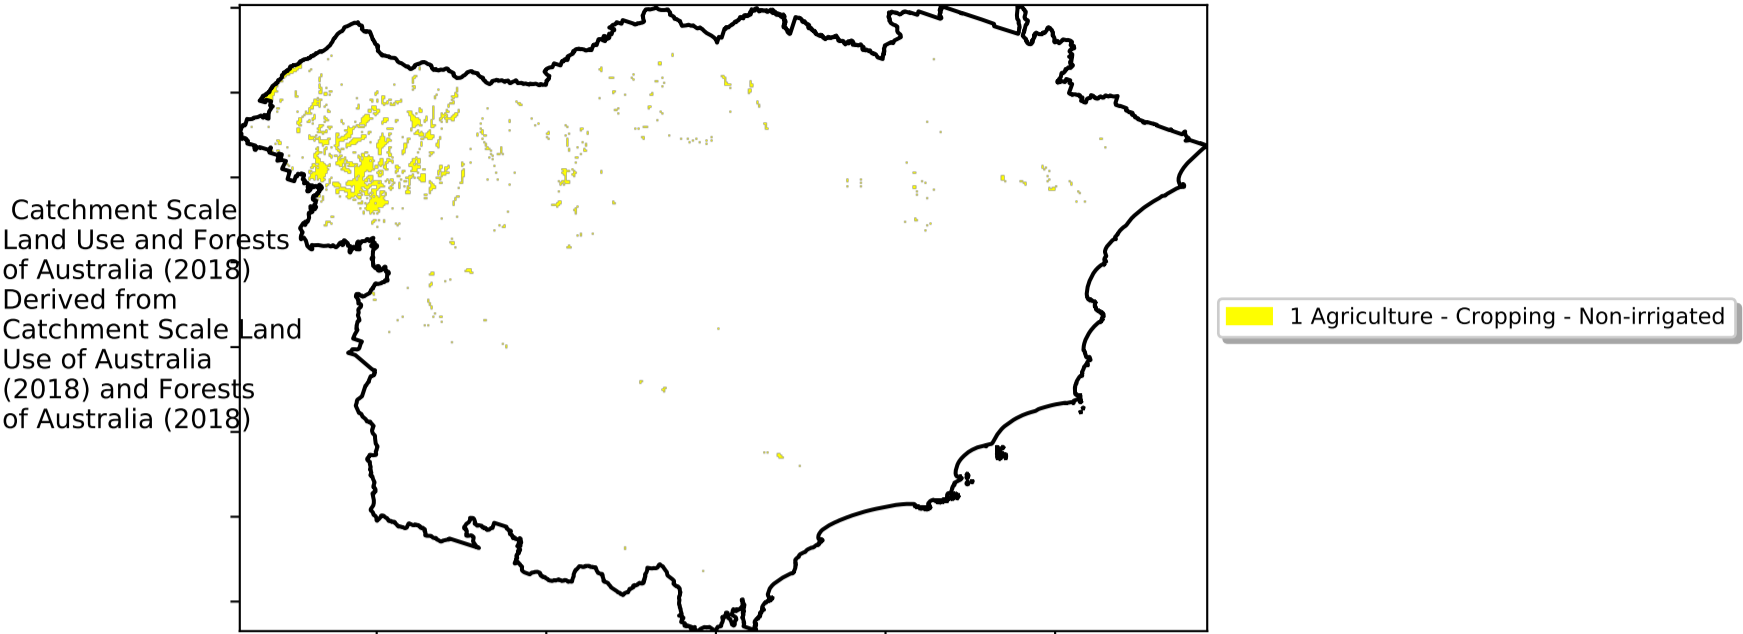 Catchment Scale
Land Use and Forests
of Australia (2018)
Derived from
Catchment Scale Land
Use of Australia
(2018) and Forests
of Australia (2018)
1 Agriculture - Cropping - Non-irrigated